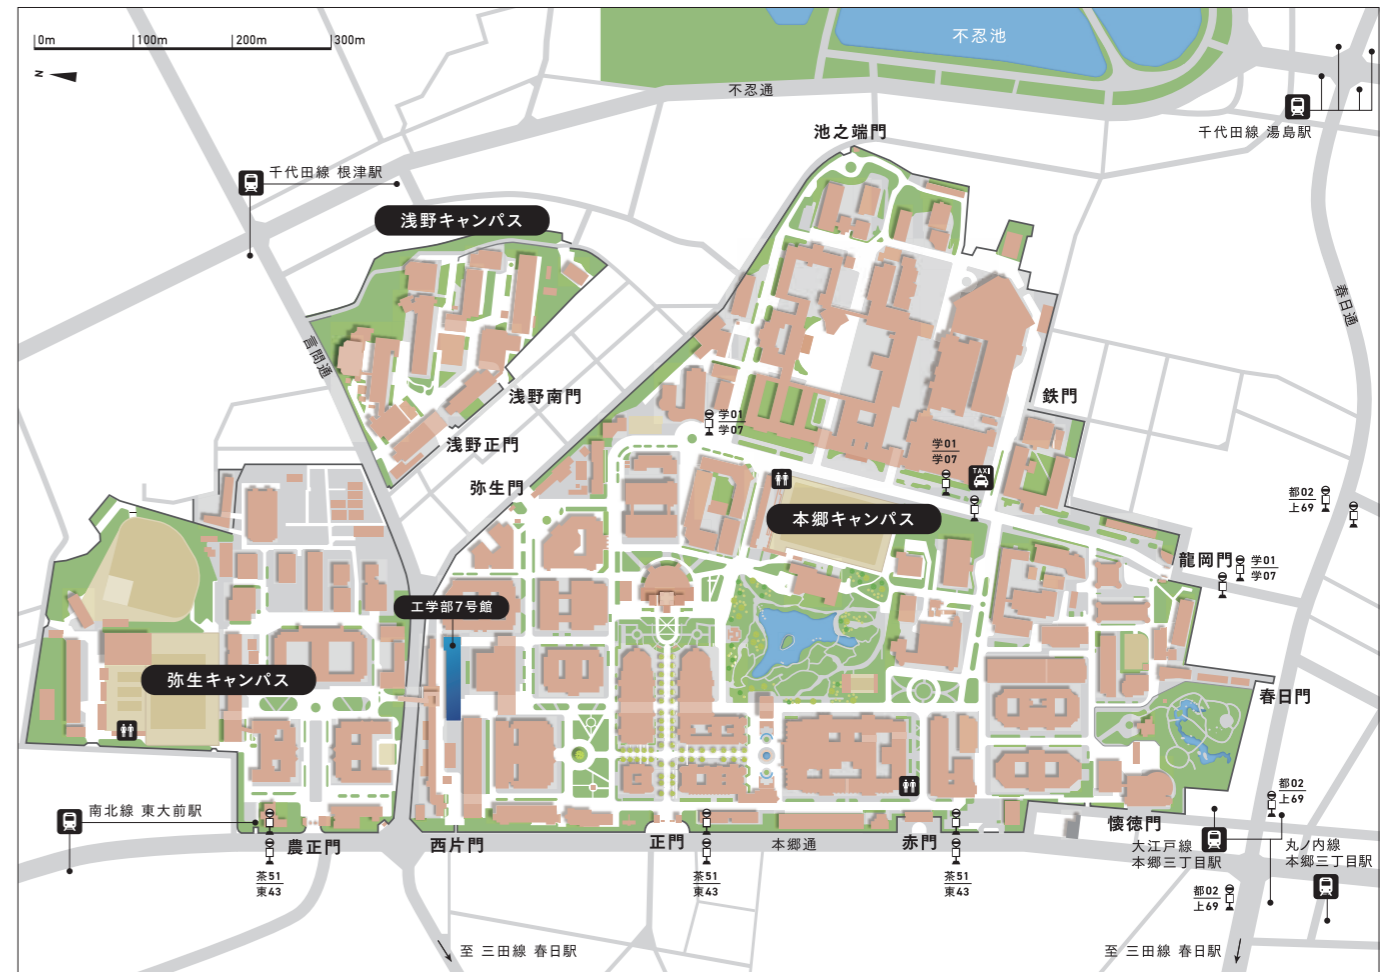 0m
100m
200m
300m
N
不忍池
不忍通
千代田線 湯島駅
池之端門
千代田線 根津駅
浅野キャンパス
春日通
言問通
浅野南門
鉄門
学01
学07
浅野正門
学01
学07
TAXI
弥生門
都02
上69
本郷キャンパス
龍岡門
学01
学07
工学部7号館
弥生キャンパス
春日門
都02
上69
南北線 東大前駅
農正門
西片門
正門
本郷通
赤門
懐徳門
大江戸線
本郷三丁目駅
丸ノ内線
本郷三丁目駅
茶51
東43
茶51
東43
茶51
東43
都02
上69
至 三田線 春日駅
至 三田線 春日駅